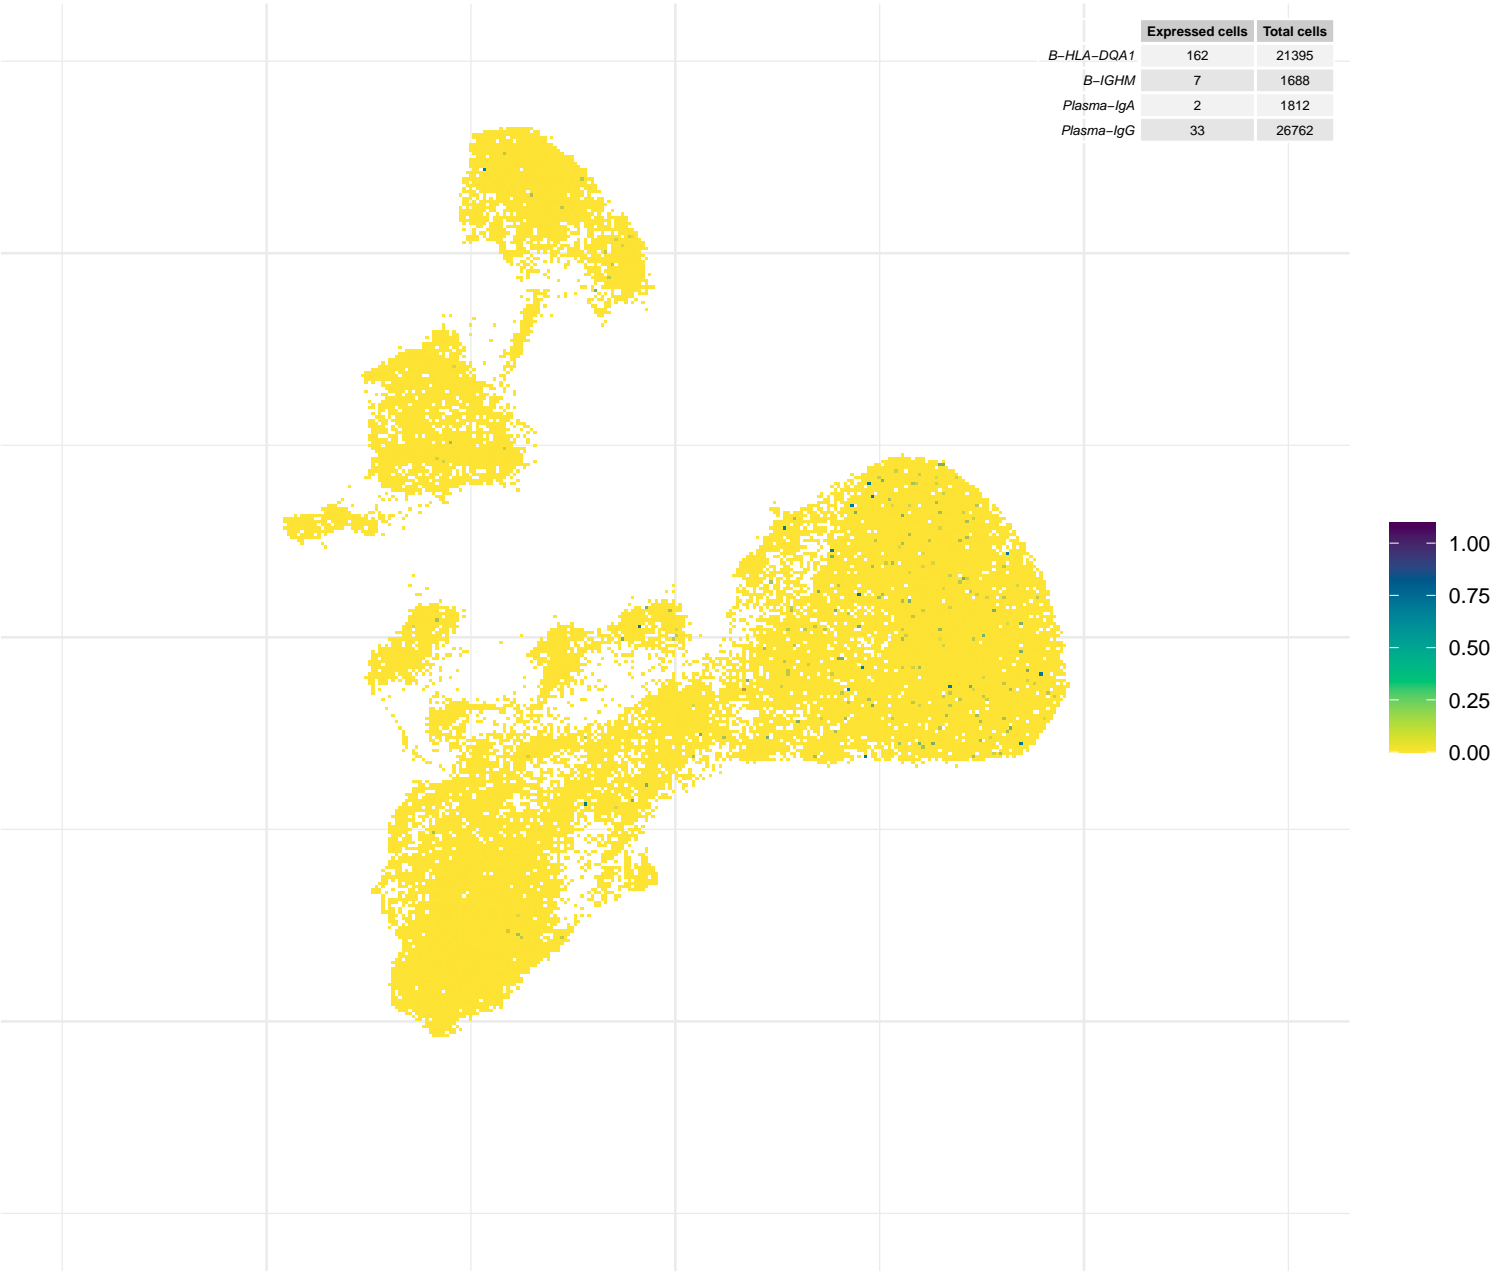 Expressed cells Total cells
B−HLA−DQA1 162 21395
B−IGHM 7 1688
Plasma−IgA 2 1812
Plasma−IgG 33 26762
1.00
0.75
0.50
0.25
0.00